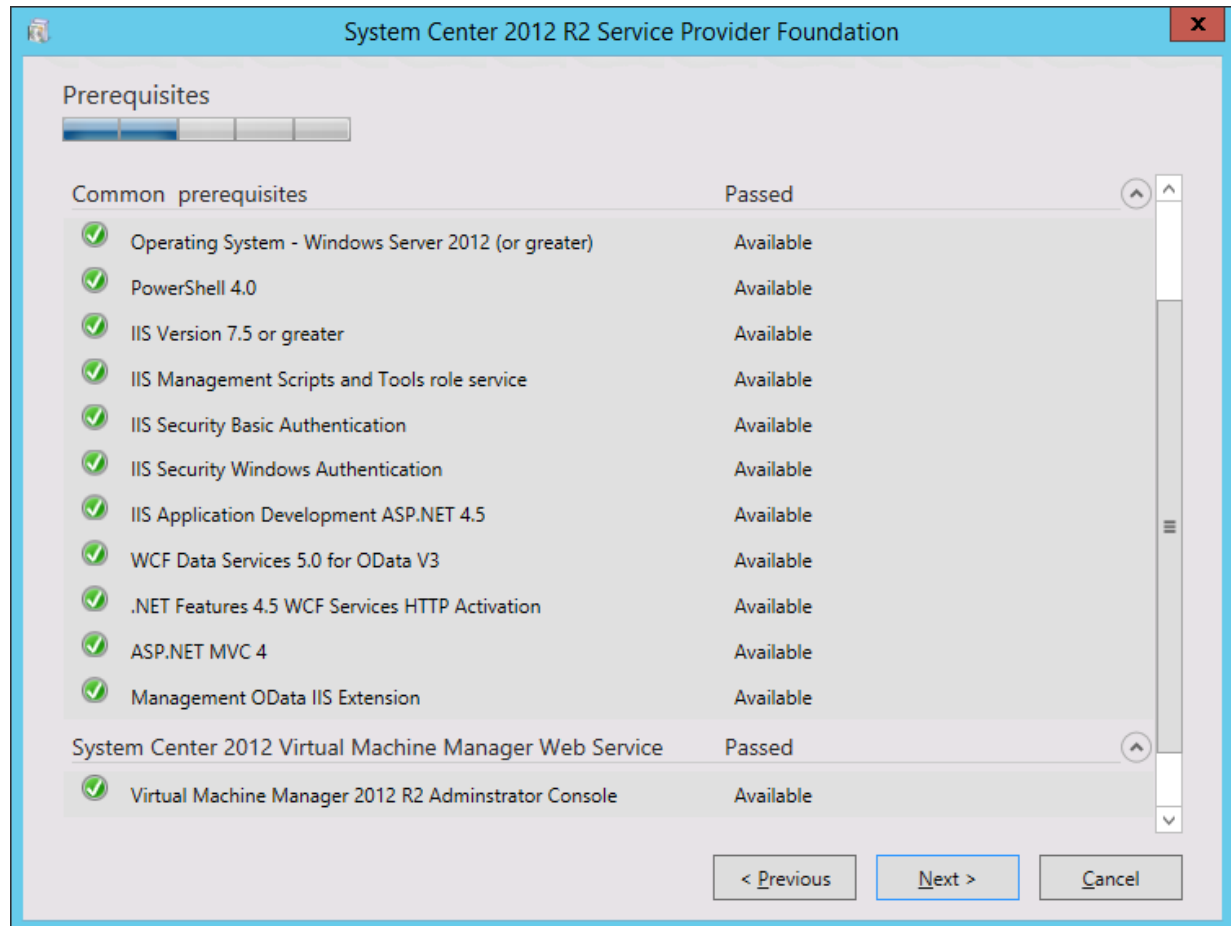 System Center 2012 R2 Service Provider Foundation
x
Prerequisites
Common prerequisites Passed
Operating System - Windows Server 2012 (or greater) Available
PowerShell 4.0 Available
IIS Version 7.5 or greater Available
IIS Management Scripts and Tools role service Available
IIS Security Basic Authentication Available
IIS Security Windows Authentication Available
IIS Application Development ASP.NET 4.5 Available
WCF Data Services 5.0 for OData V3 Available
.NET Features 4.5 WCF Services HTTP Activation Available
ASP.NET MVC 4 Available
Management OData IIS Extension Available
System Center 2012 Virtual Machine Manager Web Service Passed
Virtual Machine Manager 2012 R2 Adminstrator Console Available
< Previous Next > Cancel